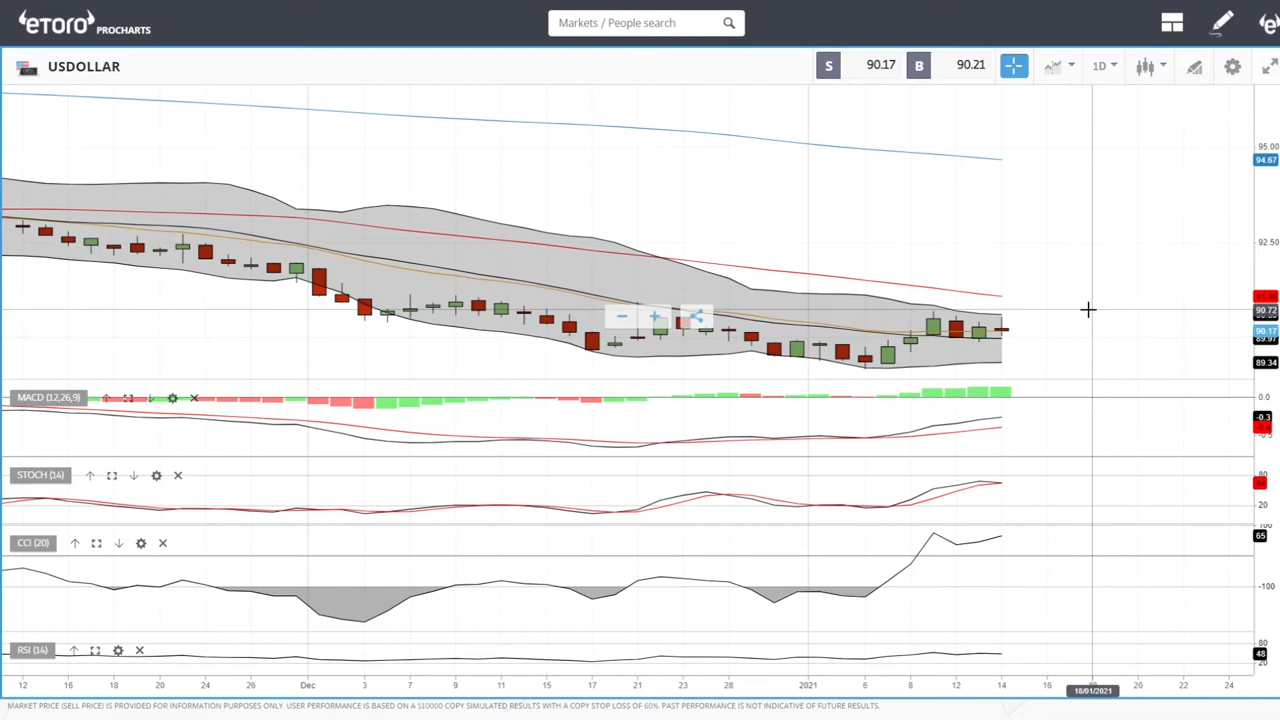 eTORO PROCHARTS
Markets / People search
USDOLLAR
S 90.17 B 90.21 1D
95.00
94.67
92.50
90.72
90.17
89.97
89.34
MACD (12,26,9)
0.0
-0.3
STOCH (14)
80
20
CCI (20)
100
65
-100
RSI (14)
80
48
20
12 16 18 20 24 26 Dec 3 7 9 11 15 17 21 23 28 2021 6 8 12 14 16 20 22 24
18/01/2021
MARKET PRICE (SELL PRICE) IS PROVIDED FOR INFORMATION PURPOSES ONLY. USER PERFORMANCE IS BASED ON A $10000 COPY SIMULATED RESULTS WITH A COPY STOP LOSS OF 60%. PAST PERFORMANCE IS NOT INDICATIVE OF FUTURE RESULTS.